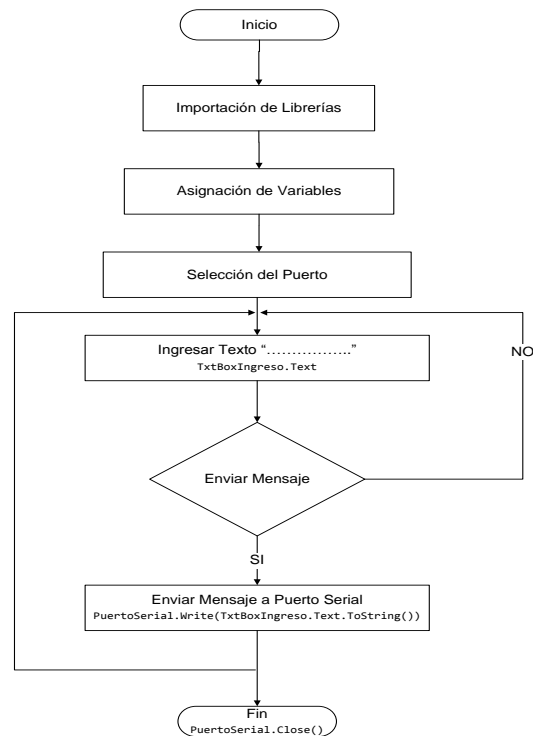 Inicio
Importación de Librerías
Asignación de Variables
Selección del Puerto
Ingresar Texto “……………..”
TxtBoxIngreso.Text
NO
Enviar Mensaje
SI
Enviar Mensaje a Puerto Serial
PuertoSerial.Write(TxtBoxIngreso.Text.ToString())
Fin
PuertoSerial.Close()